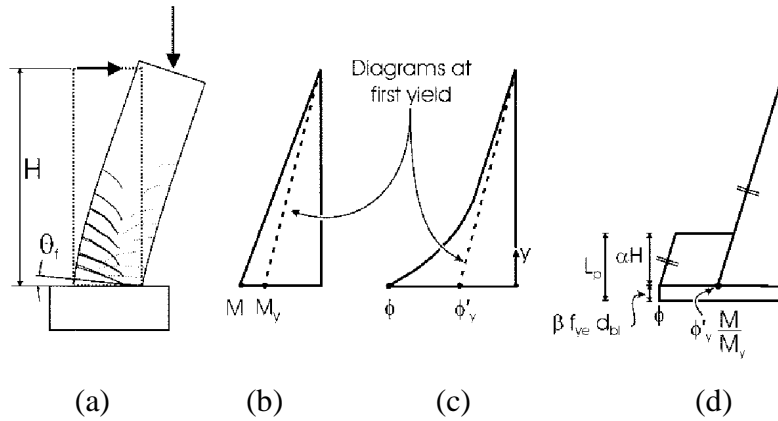 Diagrams at
first yield
H
θf
M My
ϕ ϕ'y
y
Lp
αH
β fye dbl
ϕ
ϕ'y M/My
(a) (b) (c) (d)